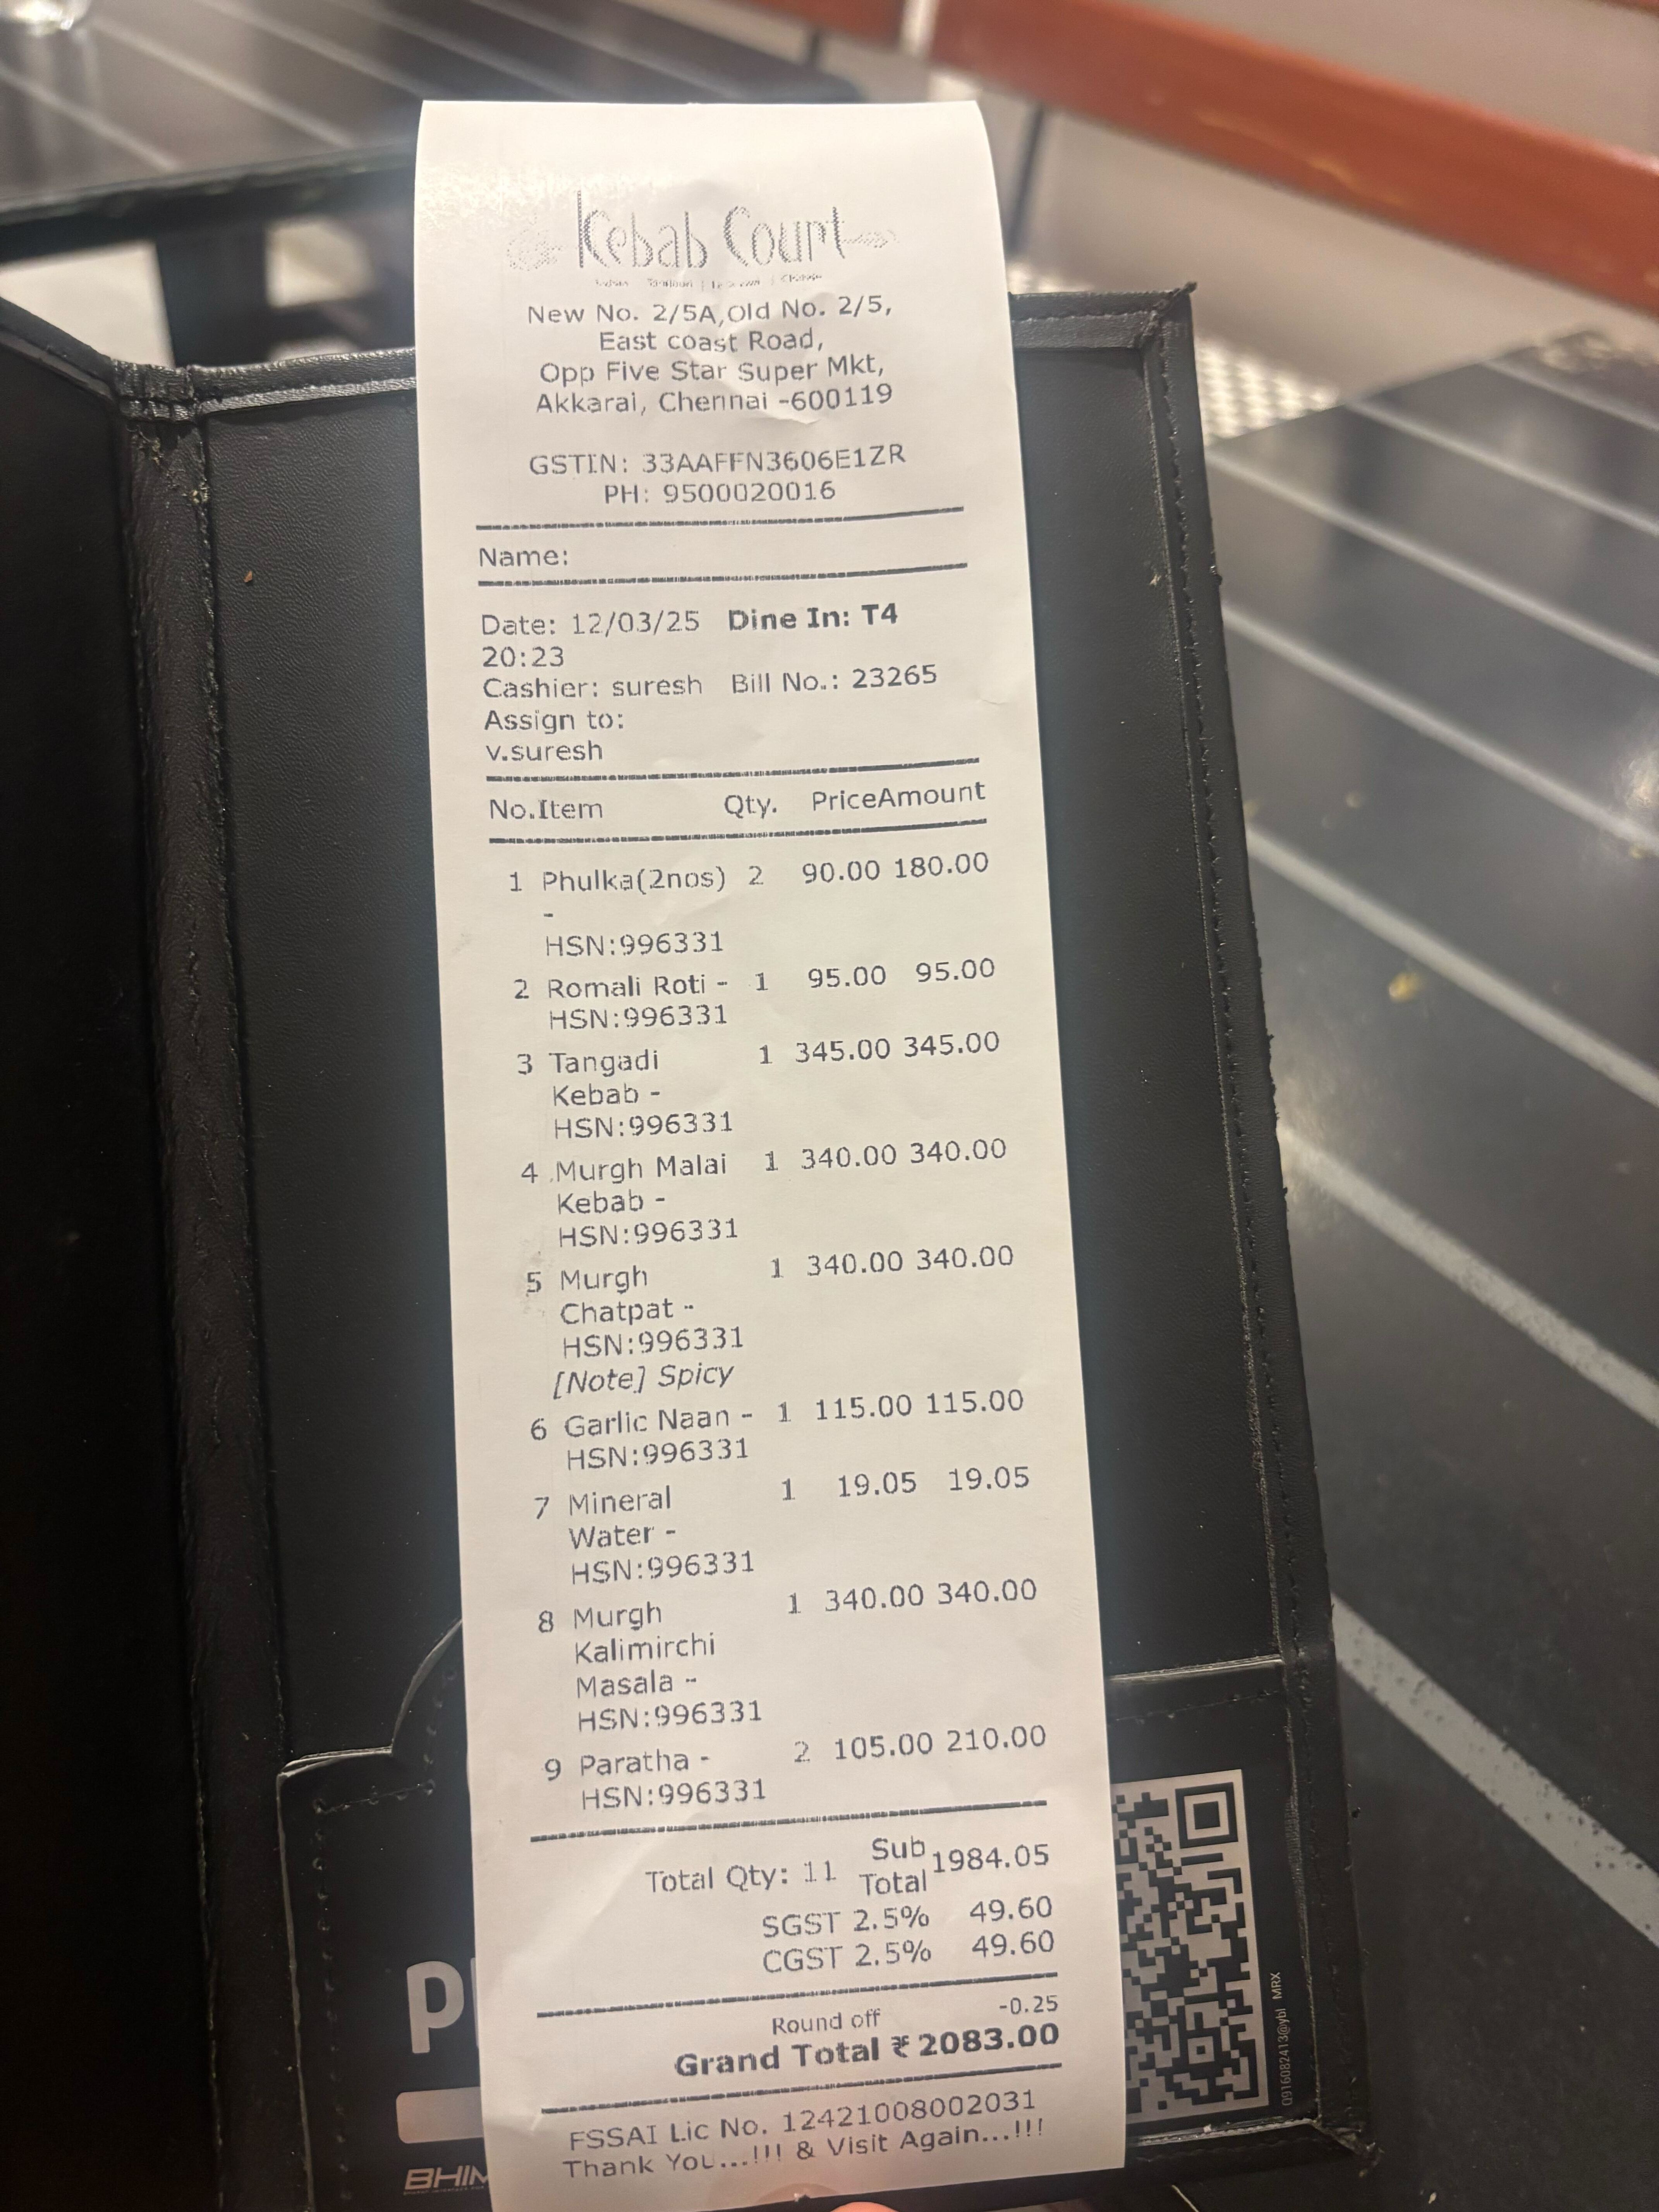 Kebab Court
New No. 2/5A,Old No. 2/5,
East coast Road,
Opp Five Star Super Mkt,
Akkarai, Chennai -600119
GSTIN: 33AAFFN3606E1ZR
PH: 9500020016
Name:
Date: 12/03/25 Dine In: T4
20:23
Cashier: suresh Bill No.: 23265
Assign to:
v.suresh
No.Item Qty. PriceAmount
1 Phulka(2nos) 2 90.00 180.00
-
HSN:996331
2 Romali Roti - 1 95.00 95.00
HSN:996331
3 Tangadi 1 345.00 345.00
Kebab -
HSN:996331
4 Murgh Malai 1 340.00 340.00
Kebab -
HSN:996331
5 Murgh 1 340.00 340.00
Chatpat -
HSN:996331
[Note] Spicy
6 Garlic Naan - 1 115.00 115.00
HSN:996331
7 Mineral 1 19.05 19.05
Water -
HSN:996331
8 Murgh 1 340.00 340.00
Kalimirchi
Masala -
HSN:996331
9 Paratha - 2 105.00 210.00
HSN:996331
Total Qty: 11 Sub Total 1984.05
SGST 2.5% 49.60
CGST 2.5% 49.60
Round off -0.25
Grand Total ₹ 2083.00
FSSAI Lic No. 12421008002031
Thank You...!!! & Visit Again...!!!
BHIM
Q916082413@ybl MRX